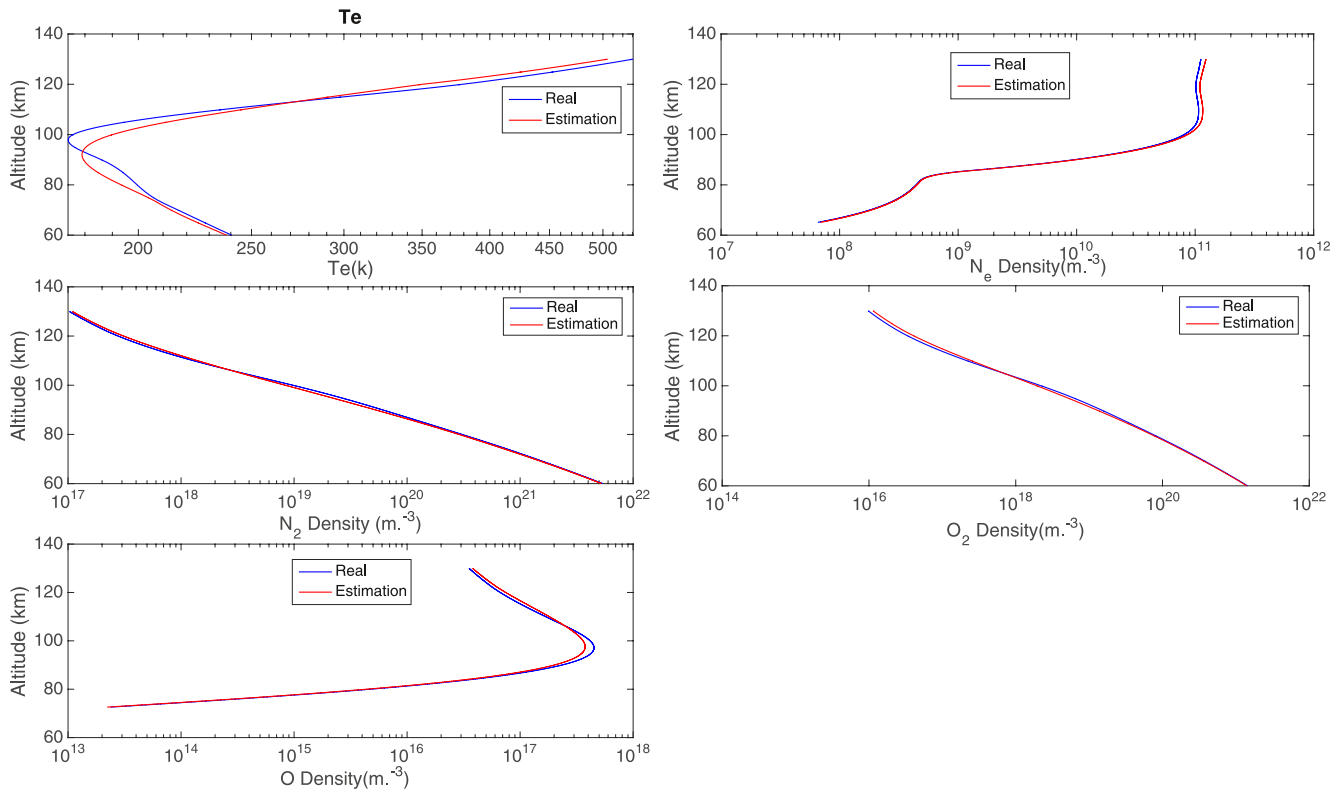 Te
140
120
100
80
60
Altitude (km)
200 250 300 350 400 450 500
Te(k)
Real
Estimation
140
120
100
80
60
Altitude (km)
10^7 10^8 10^9 10^10 10^11 10^12
N_e Density(m.^-3)
Real
Estimation
140
120
100
80
60
Altitude (km)
10^17 10^18 10^19 10^20 10^21 10^22
N_2 Density (m.^-3)
Real
Estimation
140
120
100
80
60
Altitude (km)
10^14 10^16 10^18 10^20 10^22
O_2 Density(m.^-3)
Real
Estimation
140
120
100
80
60
Altitude (km)
10^13 10^14 10^15 10^16 10^17 10^18
O Density(m.^-3)
Real
Estimation